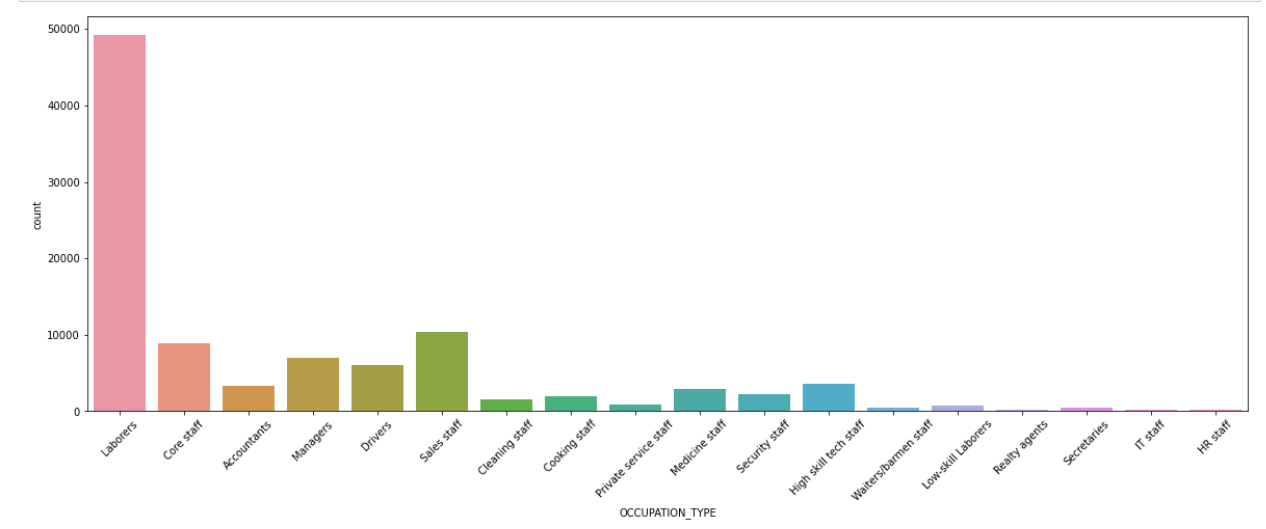 50000
40000
30000
20000
10000
0
count
Laborers
Core staff
Accountants
Managers
Drivers
Sales staff
Cleaning staff
Cooking staff
Private service staff
Medicine staff
Security staff
High skill tech staff
Waiters/barmen staff
Low-skill Laborers
Realty agents
Secretaries
IT staff
HR staff
OCCUPATION_TYPE